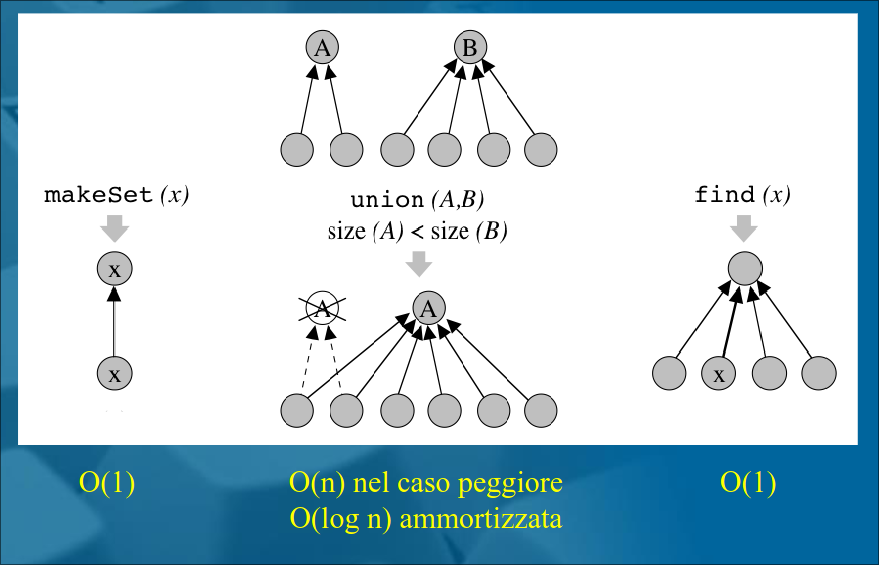 A
B
makeSet (x)
x
x
union (A,B)
size (A) < size (B)
A
A
find (x)
x
O(1)
O(n) nel caso peggiore
O(log n) ammortizzata
O(1)